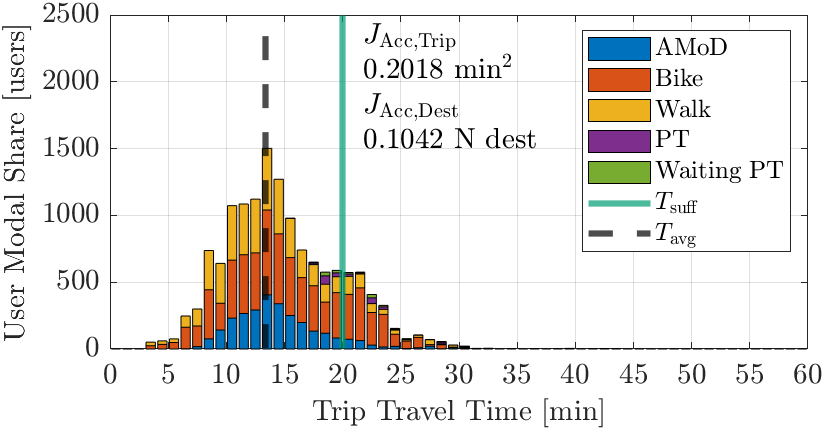 2500
2000
1500
1000
500
0
User Modal Share [users]
0 5 10 15 20 25 30 35 40 45 50 55 60
Trip Travel Time [min]
J_Acc,Trip
0.2018 min²
J_Acc,Dest
0.1042 N dest
AMoD
Bike
Walk
PT
Waiting PT
T_suff
T_avg